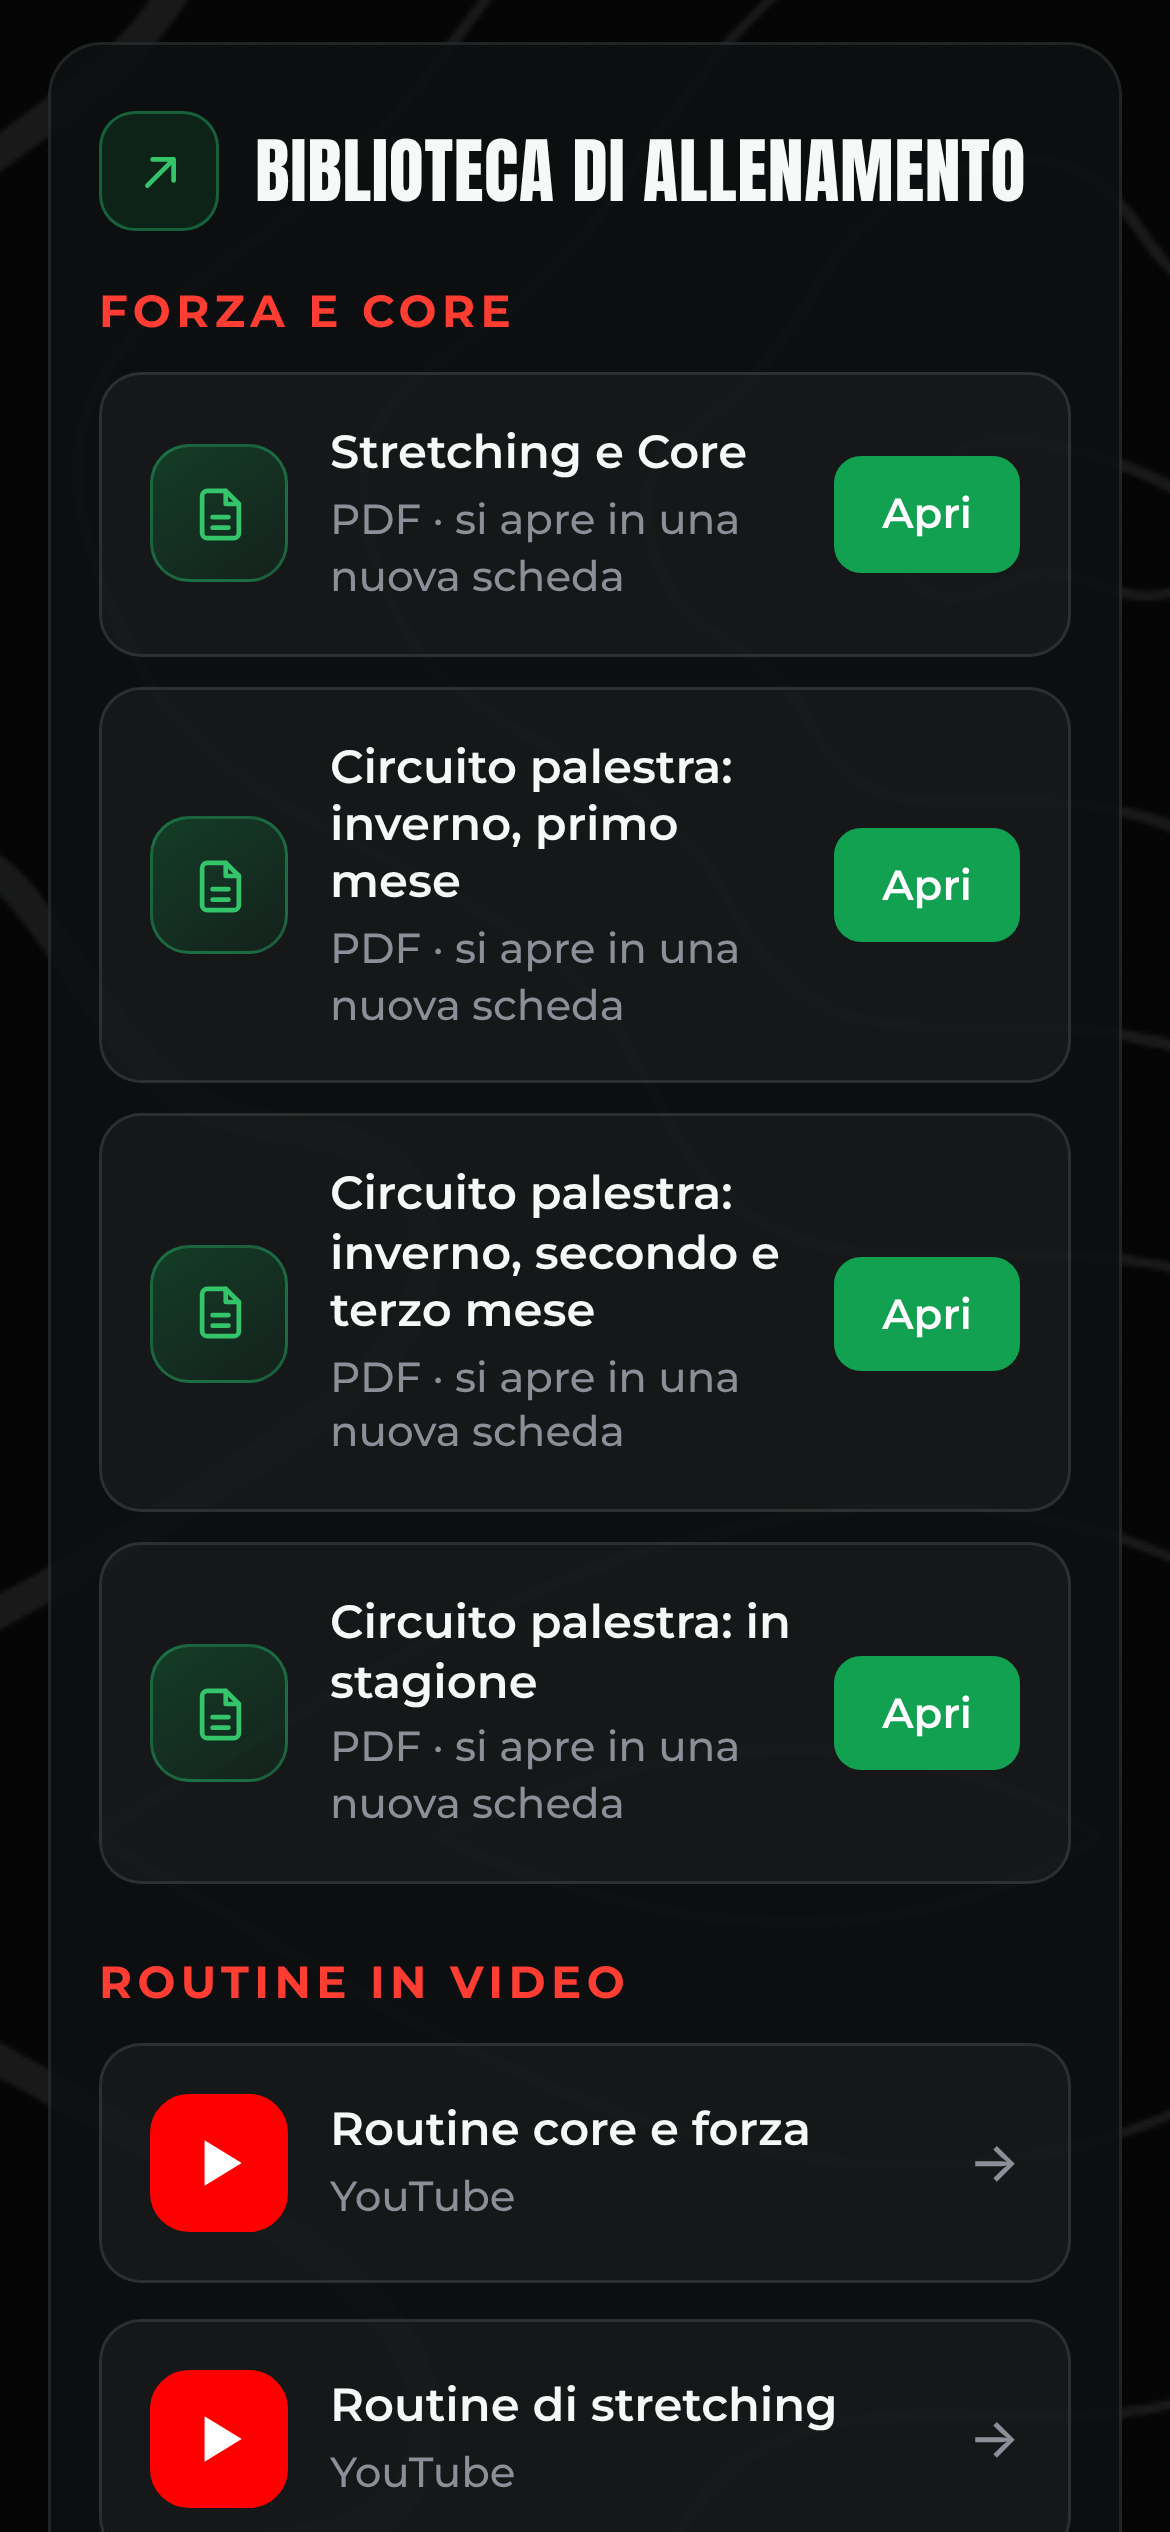 BIBLIOTECA DI ALLENAMENTO
FORZA E CORE
Stretching e Core
PDF · si apre in una
nuova scheda
Apri
Circuito palestra:
inverno, primo
mese
PDF · si apre in una
nuova scheda
Apri
Circuito palestra:
inverno, secondo e
terzo mese
PDF · si apre in una
nuova scheda
Apri
Circuito palestra: in
stagione
PDF · si apre in una
nuova scheda
Apri
ROUTINE IN VIDEO
Routine core e forza
YouTube
Routine di stretching
YouTube